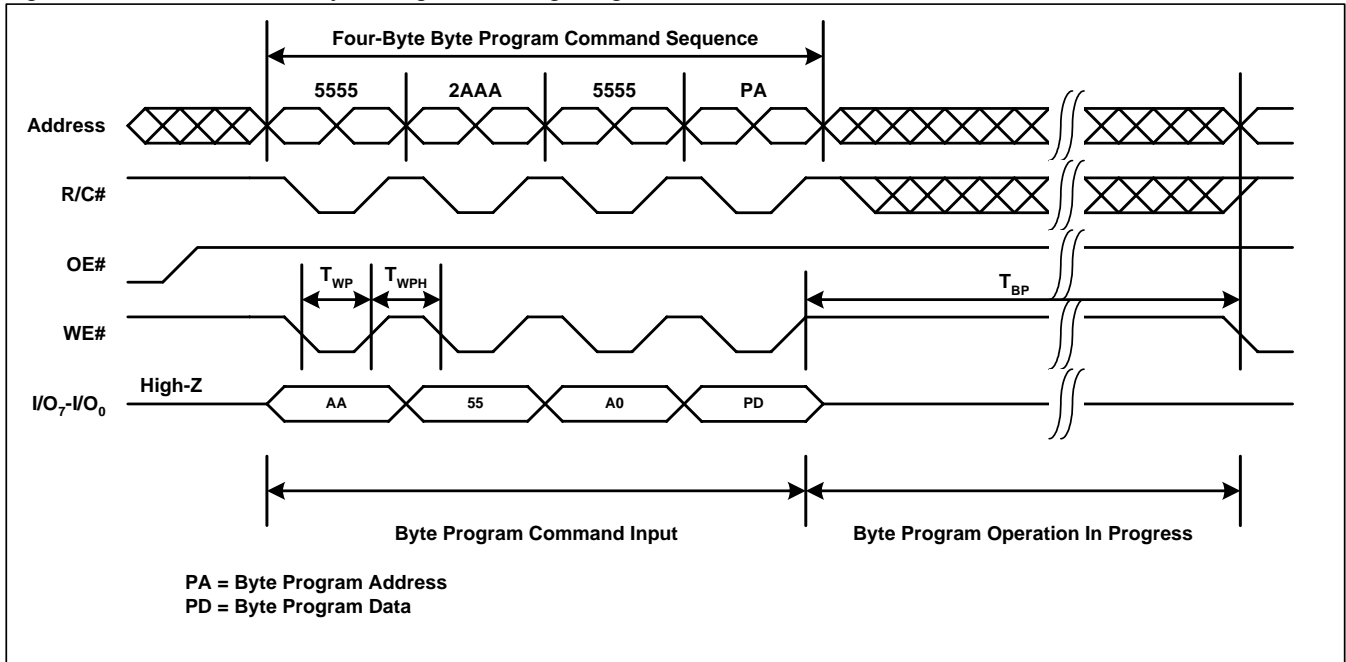 Four-Byte Byte Program Command Sequence
5555 2AAA 5555 PA
Address
R/C#
OE#
TWP TWPH TBP
WE#
High-Z
I/O7-I/O0 AA 55 A0 PD
Byte Program Command Input Byte Program Operation In Progress
PA = Byte Program Address
PD = Byte Program Data